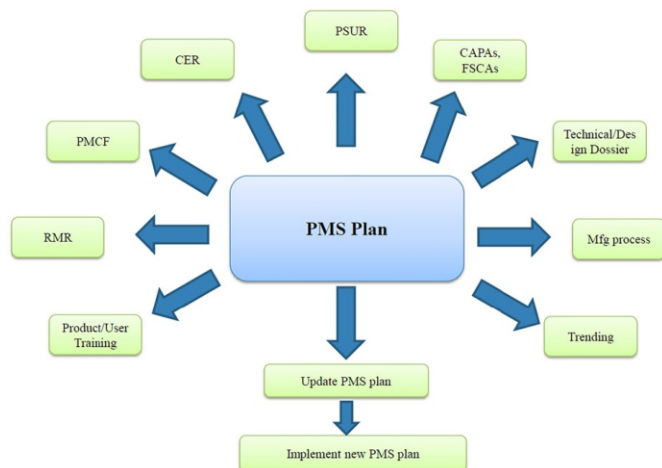 PSUR
CER
CAPAs,
FSCAs
PMCF
Technical/Des
ign Dossier
PMS Plan
RMR
Mfg process
Product/User
Training
Trending
Update PMS plan
Implement new PMS plan